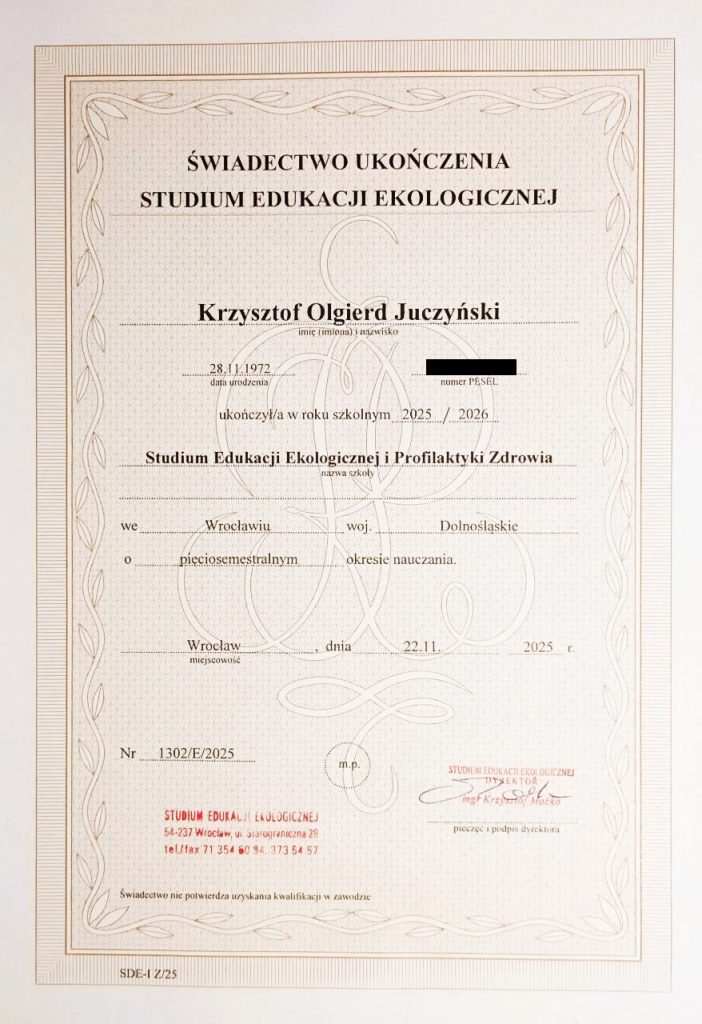 ŚWIADECTWO UKOŃCZENIA
STUDIUM EDUKACJI EKOLOGICZNEJ
Krzysztof Olgierd Juczyński
imię (imiona) i nazwisko
28.11.1972
data urodzenia
numer PESEL
ukończył/a w roku szkolnym 2025 / 2026
Studium Edukacji Ekologicznej i Profilaktyki Zdrowia
nazwa szkoły
we Wrocławiu woj. Dolnośląskie
o pięciosemestralnym okresie nauczania.
Wrocław, dnia 22.11. 2025 r.
miejscowość
Nr 1302/E/2025
m.p.
STUDIUM EDUKACJI EKOLOGICZNEJ
DYREKTOR
mgr Krzysztof Maćko
pieczęć i podpis dyrektora
STUDIUM EDUKACJI EKOLOGICZNEJ
54-237 Wrocław, ul. Starograniczna 28
tel./fax 71 354 60 94, 373 54 57
Świadectwo nie potwierdza uzyskania kwalifikacji w zawodzie
SDE-I Z/25